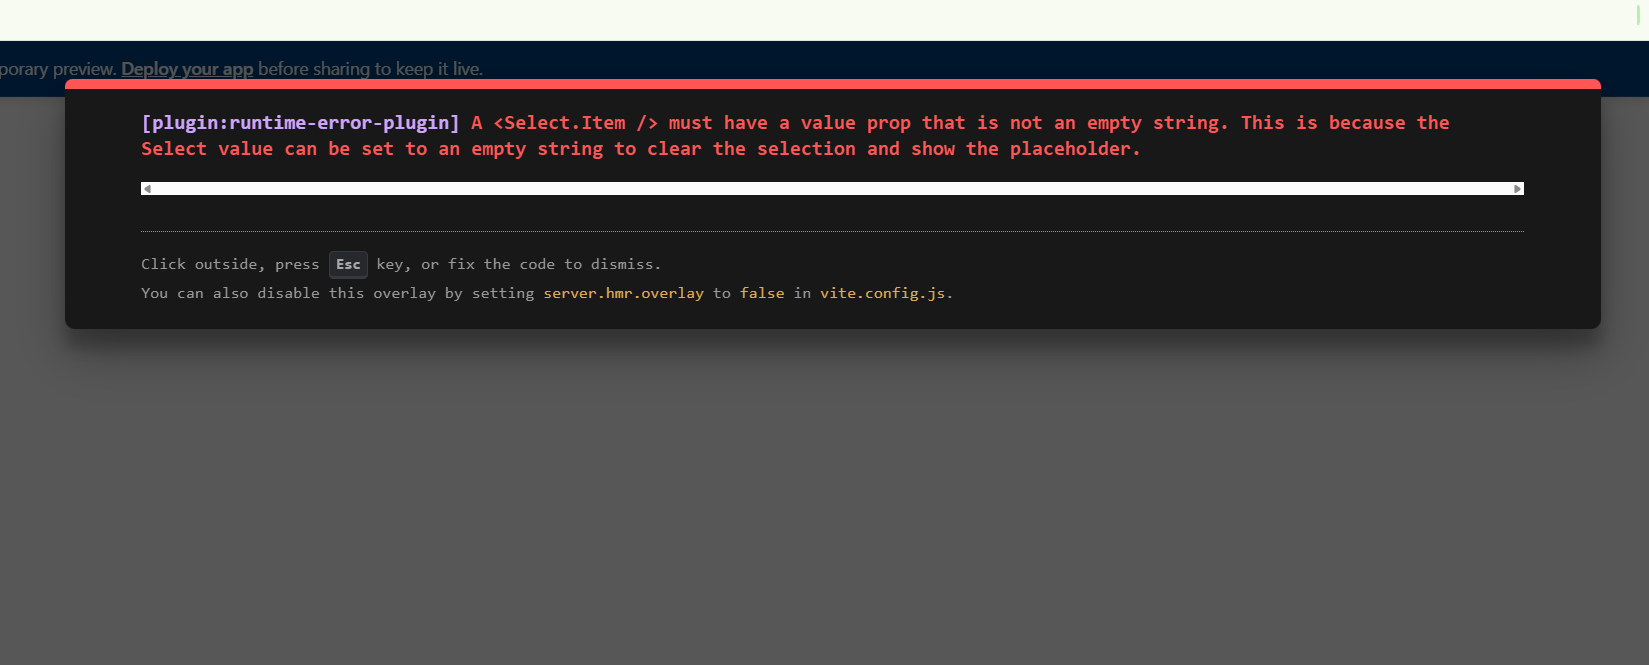 porary preview. Deploy your app before sharing to keep it live.
[plugin:runtime-error-plugin] A <Select.Item /> must have a value prop that is not an empty string. This is because the
Select value can be set to an empty string to clear the selection and show the placeholder.
Click outside, press Esc key, or fix the code to dismiss.
You can also disable this overlay by setting server.hmr.overlay to false in vite.config.js.